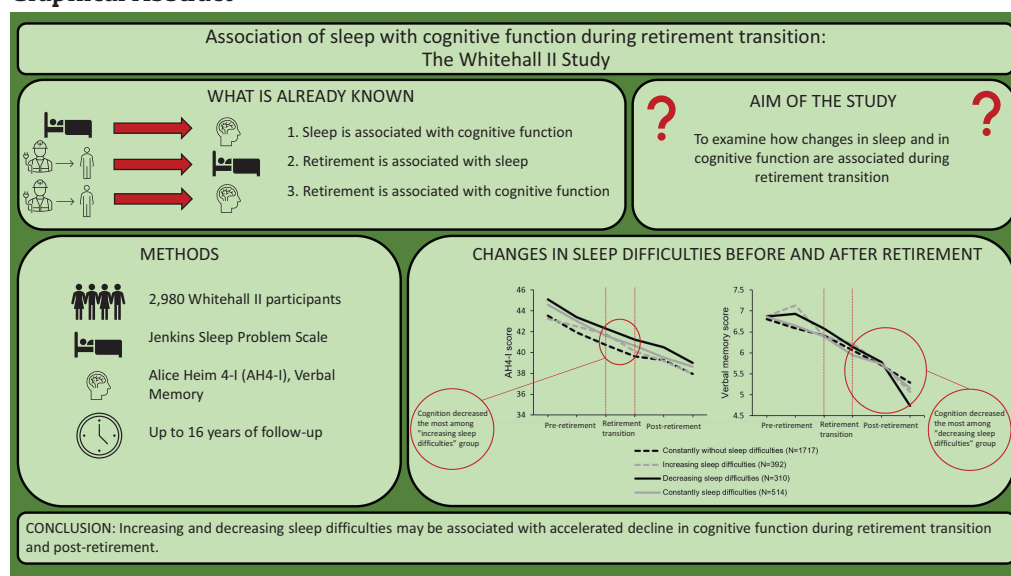 Graphical Abstract
Association of sleep with cognitive function during retirement transition:
The Whitehall II Study
WHAT IS ALREADY KNOWN
1. Sleep is associated with cognitive function
2. Retirement is associated with sleep
3. Retirement is associated with cognitive function
?
AIM OF THE STUDY
?
To examine how changes in sleep and in
cognitive function are associated during
retirement transition
METHODS
2,980 Whitehall II participants
Jenkins Sleep Problem Scale
Alice Heim 4-I (AH4-I), Verbal
Memory
Up to 16 years of follow-up
CHANGES IN SLEEP DIFFICULTIES BEFORE AND AFTER RETIREMENT
AH4-I score
46
44
42
40
38
36
34
Pre-retirement
Retirement
transition
Post-retirement
Cognition decreased
the most among
"increasing sleep
difficulties" group
Verbal memory score
7.5
7
6.5
6
5.5
5
4.5
Pre-retirement
Retirement
transition
Post-retirement
Cognition decreased
the most among
"decreasing sleep
difficulties" group
Constantly without sleep difficulties (N=1717)
Increasing sleep difficulties (N=392)
Decreasing sleep difficulties (N=310)
Constantly sleep difficulties (N=514)
CONCLUSION: Increasing and decreasing sleep difficulties may be associated with accelerated decline in cognitive function during retirement transition
and post-retirement.